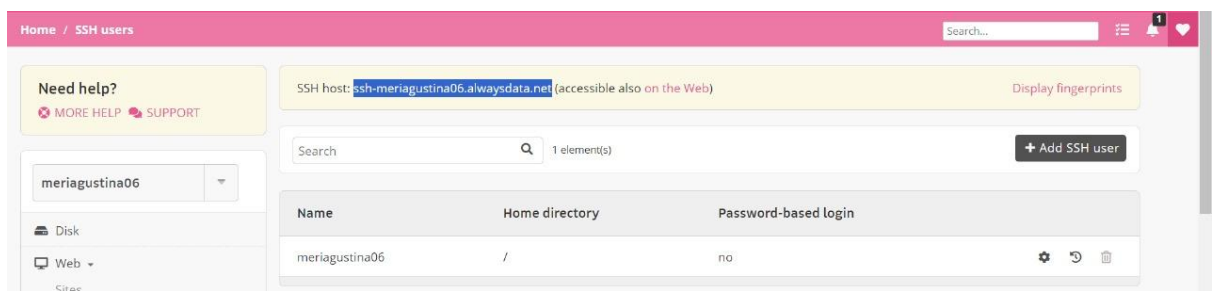 Home / SSH users
Search...
1
Need help?
MORE HELP SUPPORT
SSH host: ssh-meriagustina06.alwaysdata.net (accessible also on the Web)
Display fingerprints
Search
1 element(s)
+ Add SSH user
meriagustina06
Disk
Web
Sites
Name Home directory Password-based login
meriagustina06 / no